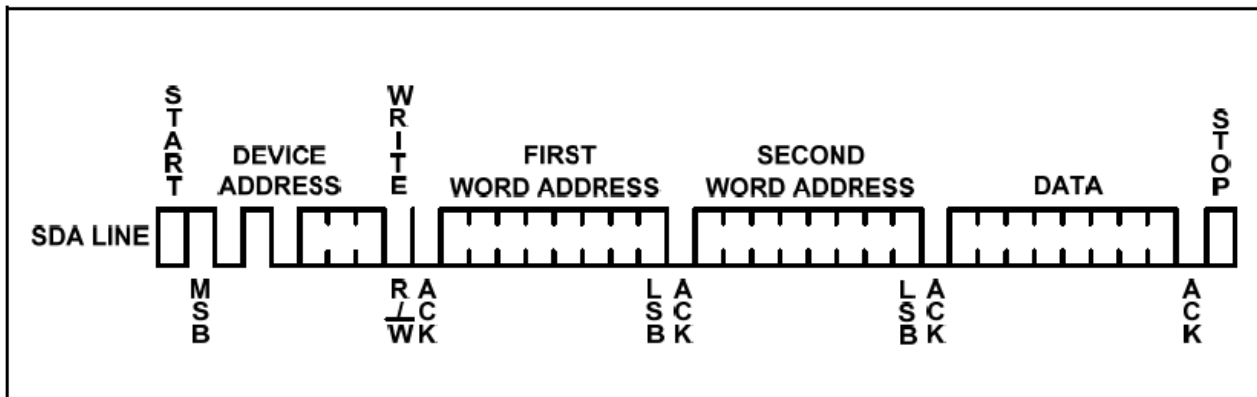 START
WRITE
STOP
DEVICE
ADDRESS
FIRST
WORD ADDRESS
SECOND
WORD ADDRESS
DATA
SDA LINE
MSB
R/W
ACK
LSB
ACK
LSB
ACK
ACK